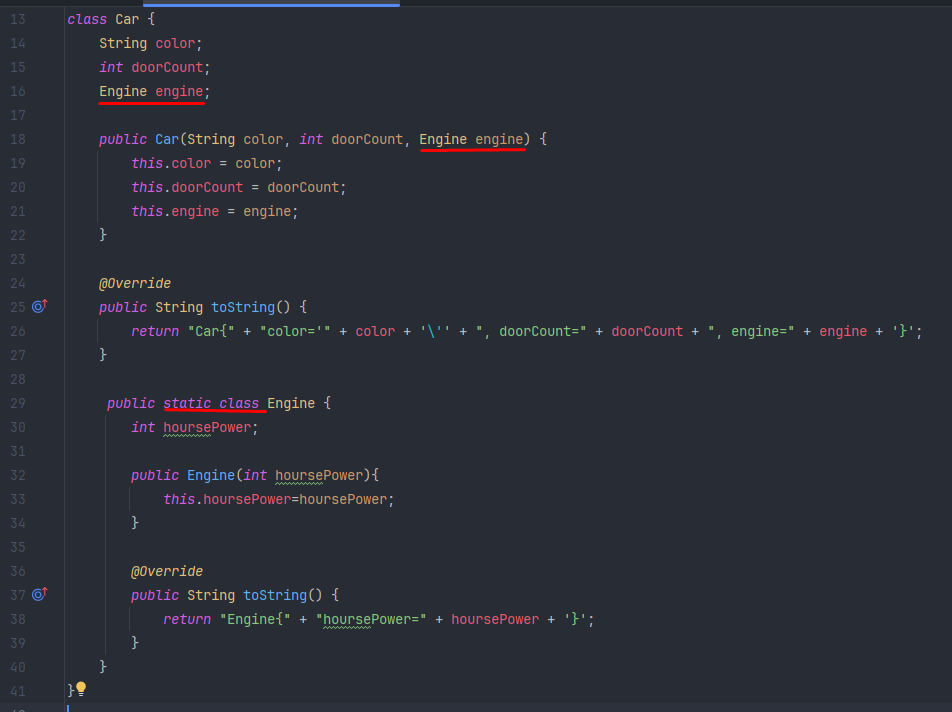 13 class Car {
14     String color;
15     int doorCount;
16     Engine engine;
17
18     public Car(String color, int doorCount, Engine engine) {
19         this.color = color;
20         this.doorCount = doorCount;
21         this.engine = engine;
22     }
23
24     @Override
25     public String toString() {
26         return "Car{" + "color='" + color + '\'' + ", doorCount=" + doorCount + ", engine=" + engine + '}';
27     }
28
29      public static class Engine {
30         int hoursePower;
31
32         public Engine(int hoursePower){
33             this.hoursePower=hoursePower;
34         }
35
36         @Override
37         public String toString() {
38             return "Engine{" + "hoursePower=" + hoursePower + '}';
39         }
40     }
41 }